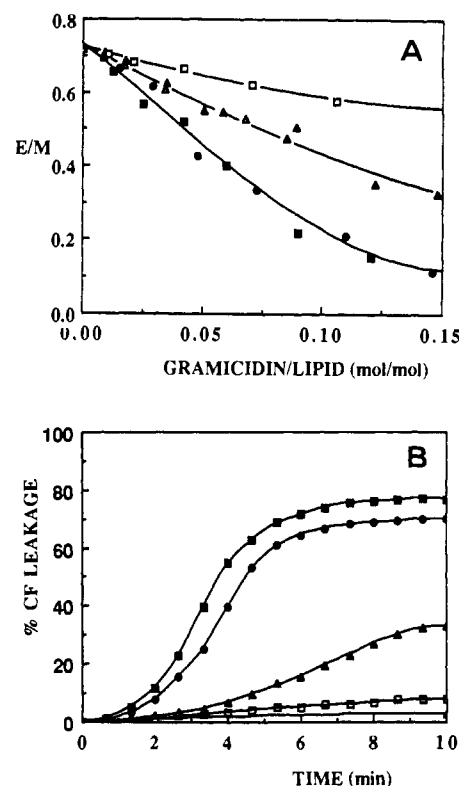 A
0.8
0.6
E/M
0.4
0.2
0.0
0.00 0.05 0.10 0.15
GRAMICIDIN/LIPID (mol/mol)
B
100
80
% CF LEAKAGE
60
40
20
0
0 2 4 6 8 10
TIME (min)